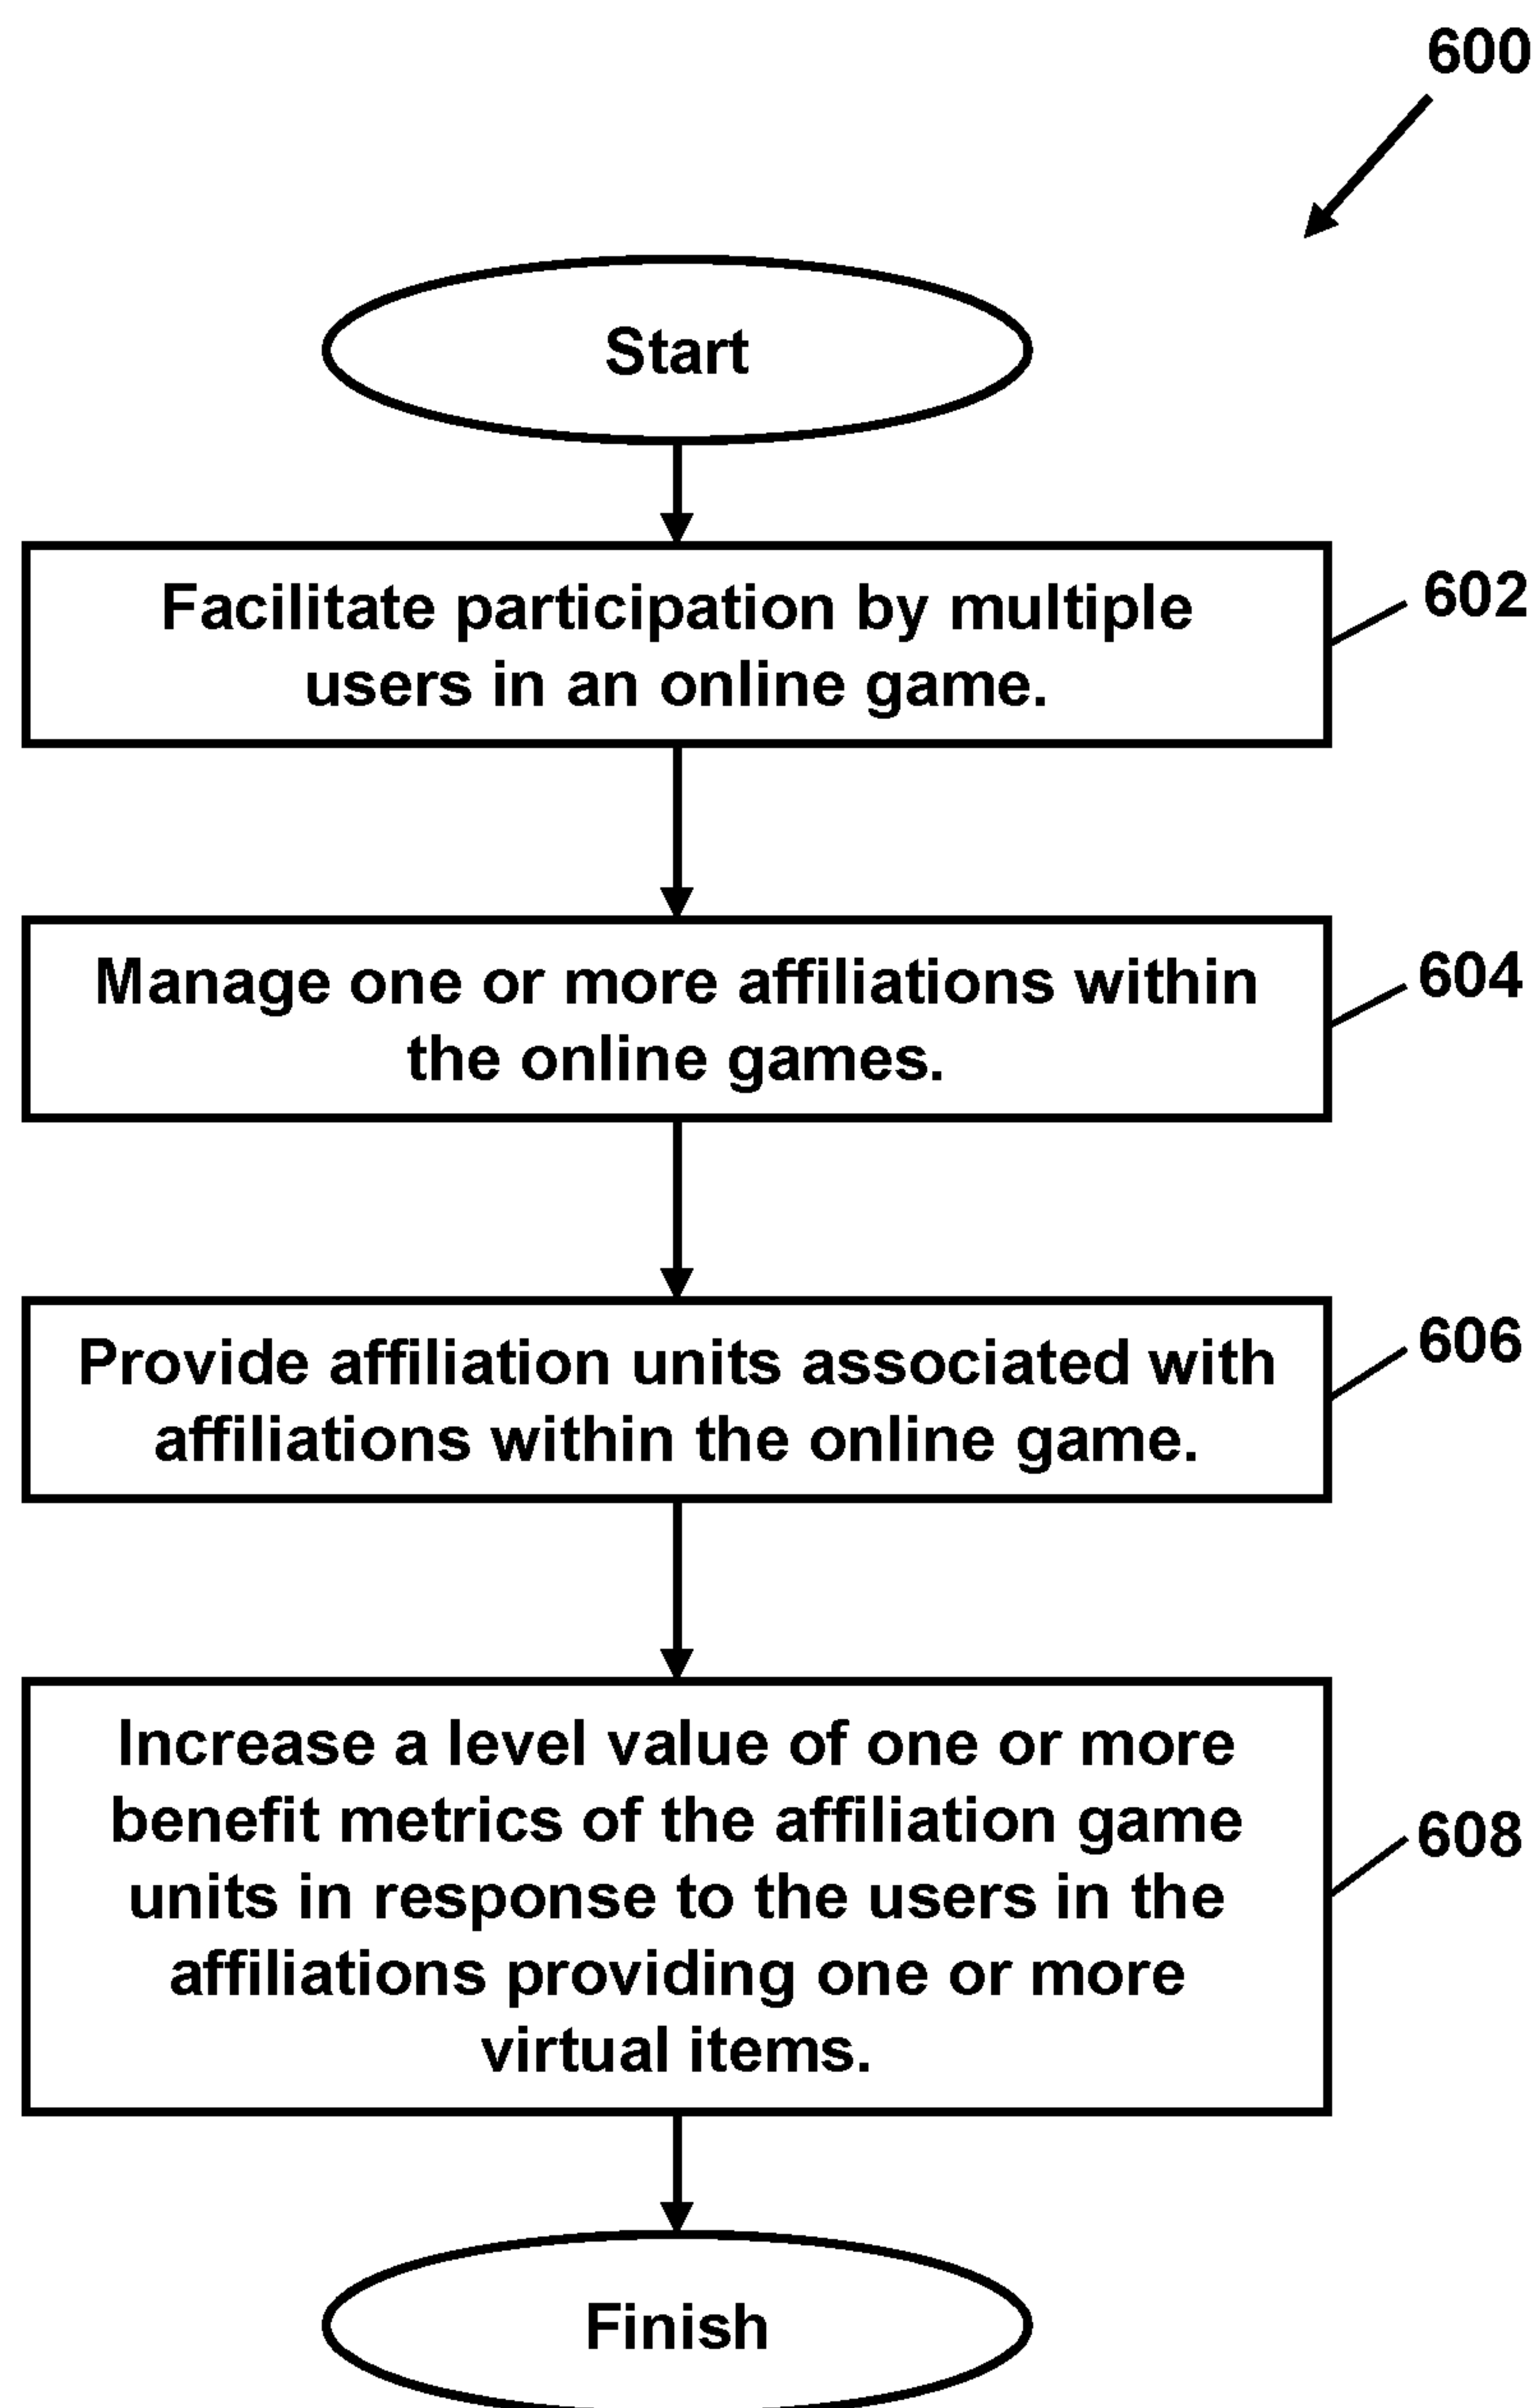 600
Start
Facilitate participation by multiple
users in an online game.
602
Manage one or more affiliations within
the online games.
604
Provide affiliation units associated with
affiliations within the online game.
606
Increase a level value of one or more
benefit metrics of the affiliation game
units in response to the users in the
affiliations providing one or more
virtual items.
608
Finish